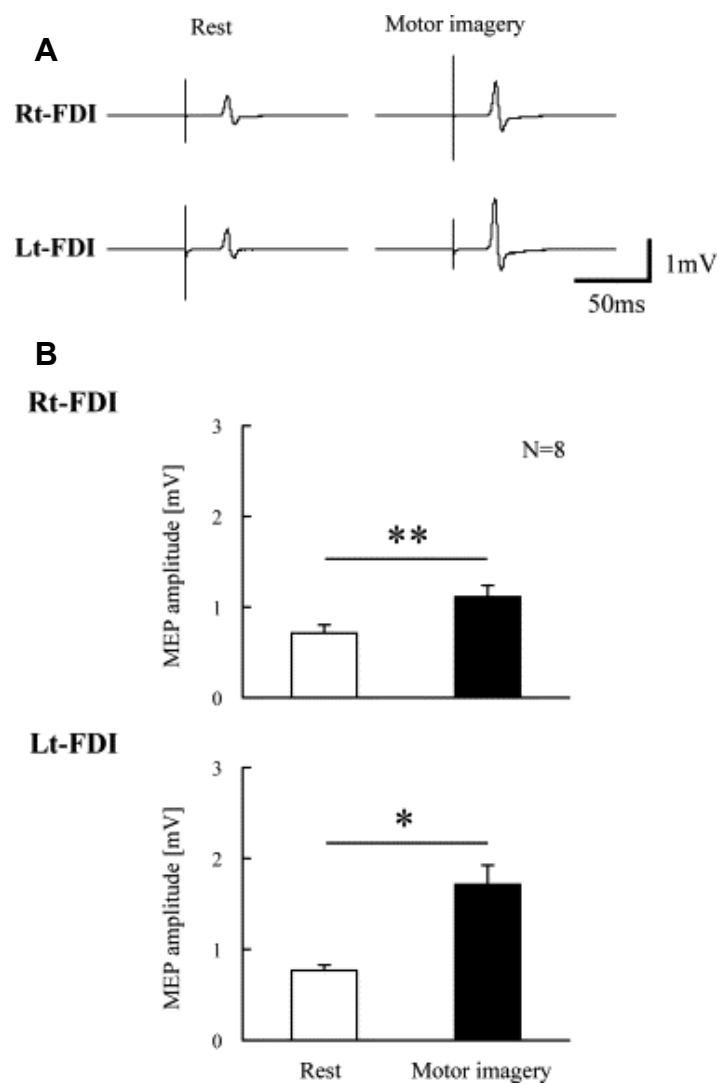 A
Rest Motor imagery
Rt-FDI
Lt-FDI
1mV
50ms
B
Rt-FDI
3
N=8
2
**
1
0
MEP amplitude [mV]
Lt-FDI
3
*
2
1
0
MEP amplitude [mV]
Rest Motor imagery